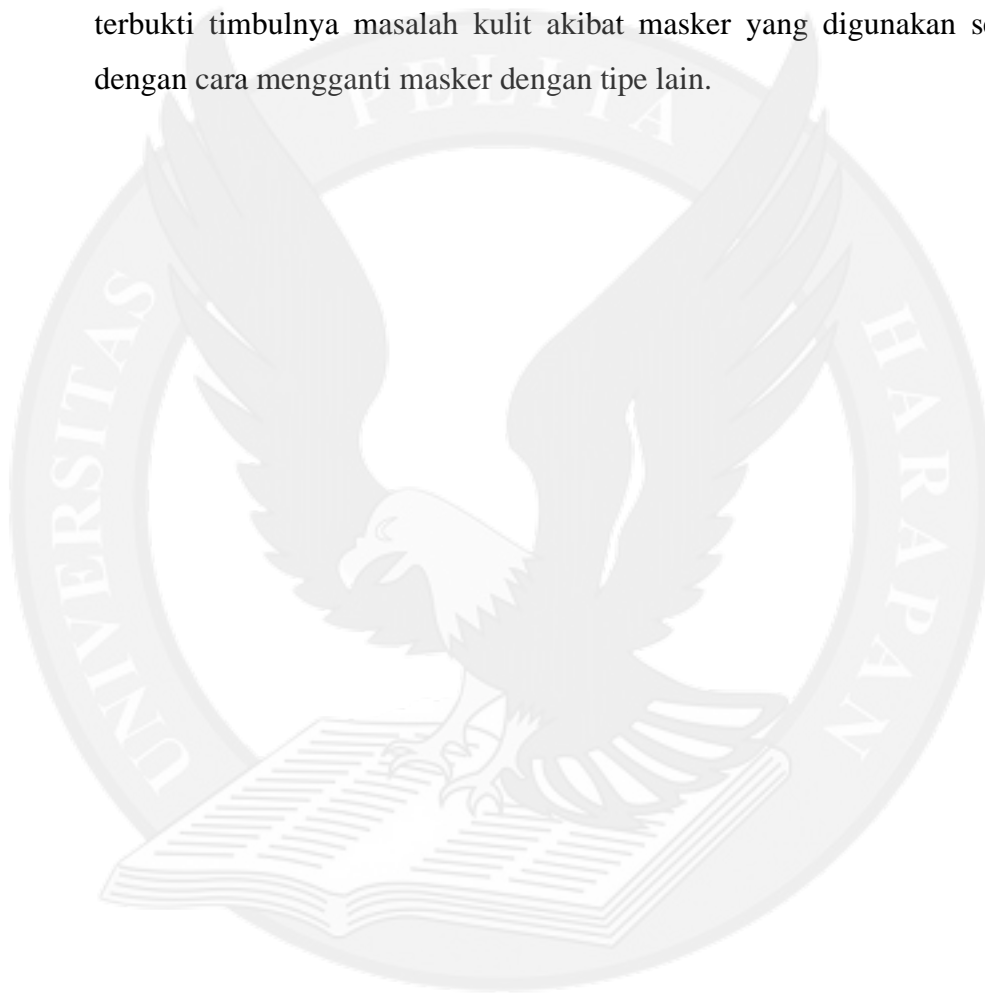 terbukti timbulnya masalah kulit akibat masker yang digunakan
dengan cara mengganti masker dengan tipe lain.
UNIVERSITAS PELITA HARAPAN